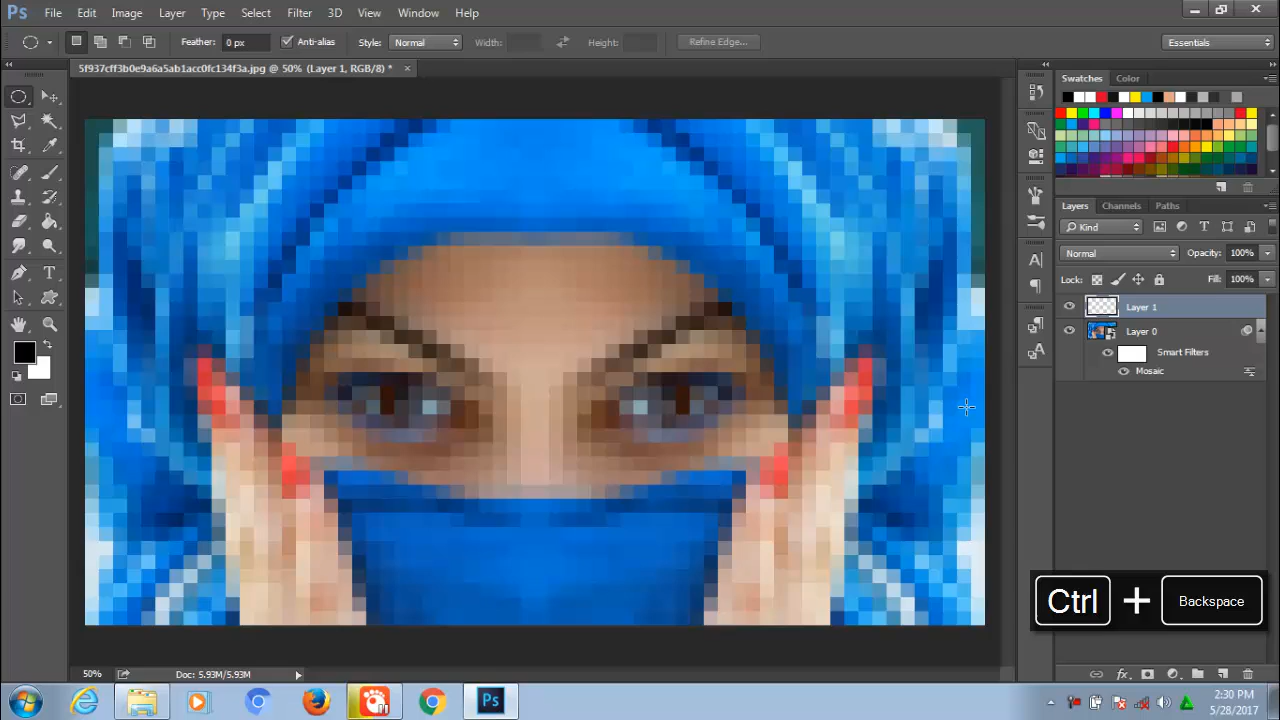 Ps File Edit Image Layer Type Select Filter 3D View Window Help
Feather: 0 px Anti-alias Style: Normal Width: Height: Refine Edge... Essentials
5f937cff3b0e9a6a5ab1acc0fc134f3a.jpg @ 50% (Layer 1, RGB/8) *
Swatches Color
Layers Channels Paths
Kind
Normal Opacity: 100%
Lock: Fill: 100%
Layer 1
Layer 0
Smart Filters
Mosaic
Ctrl + Backspace
50% Doc: 5.93M/5.93M
Ps
2:30 PM
5/28/2017